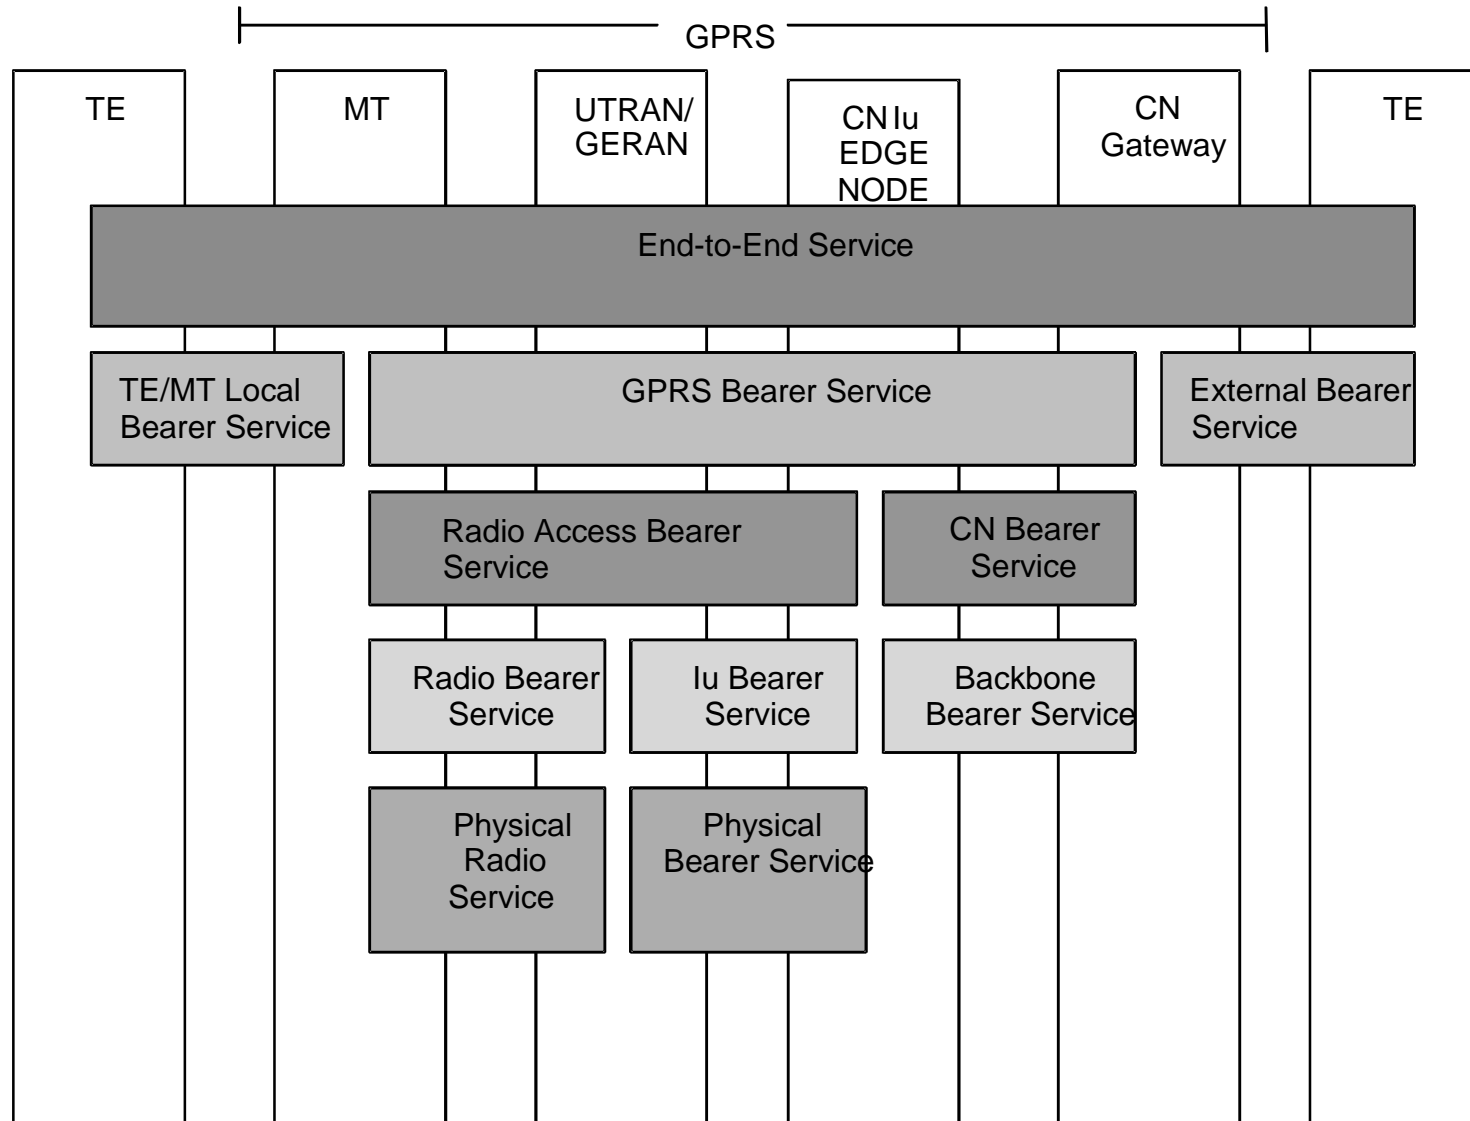 GPRS
TE
MT
UTRAN/
GERAN
CN Iu
EDGE
NODE
CN
Gateway
TE
End-to-End Service
TE/MT Local
Bearer Service
GPRS Bearer Service
External Bearer
Service
Radio Access Bearer
Service
CN Bearer
Service
Radio Bearer
Service
Iu Bearer
Service
Backbone
Bearer Service
Physical
Radio
Service
Physical
Bearer Service